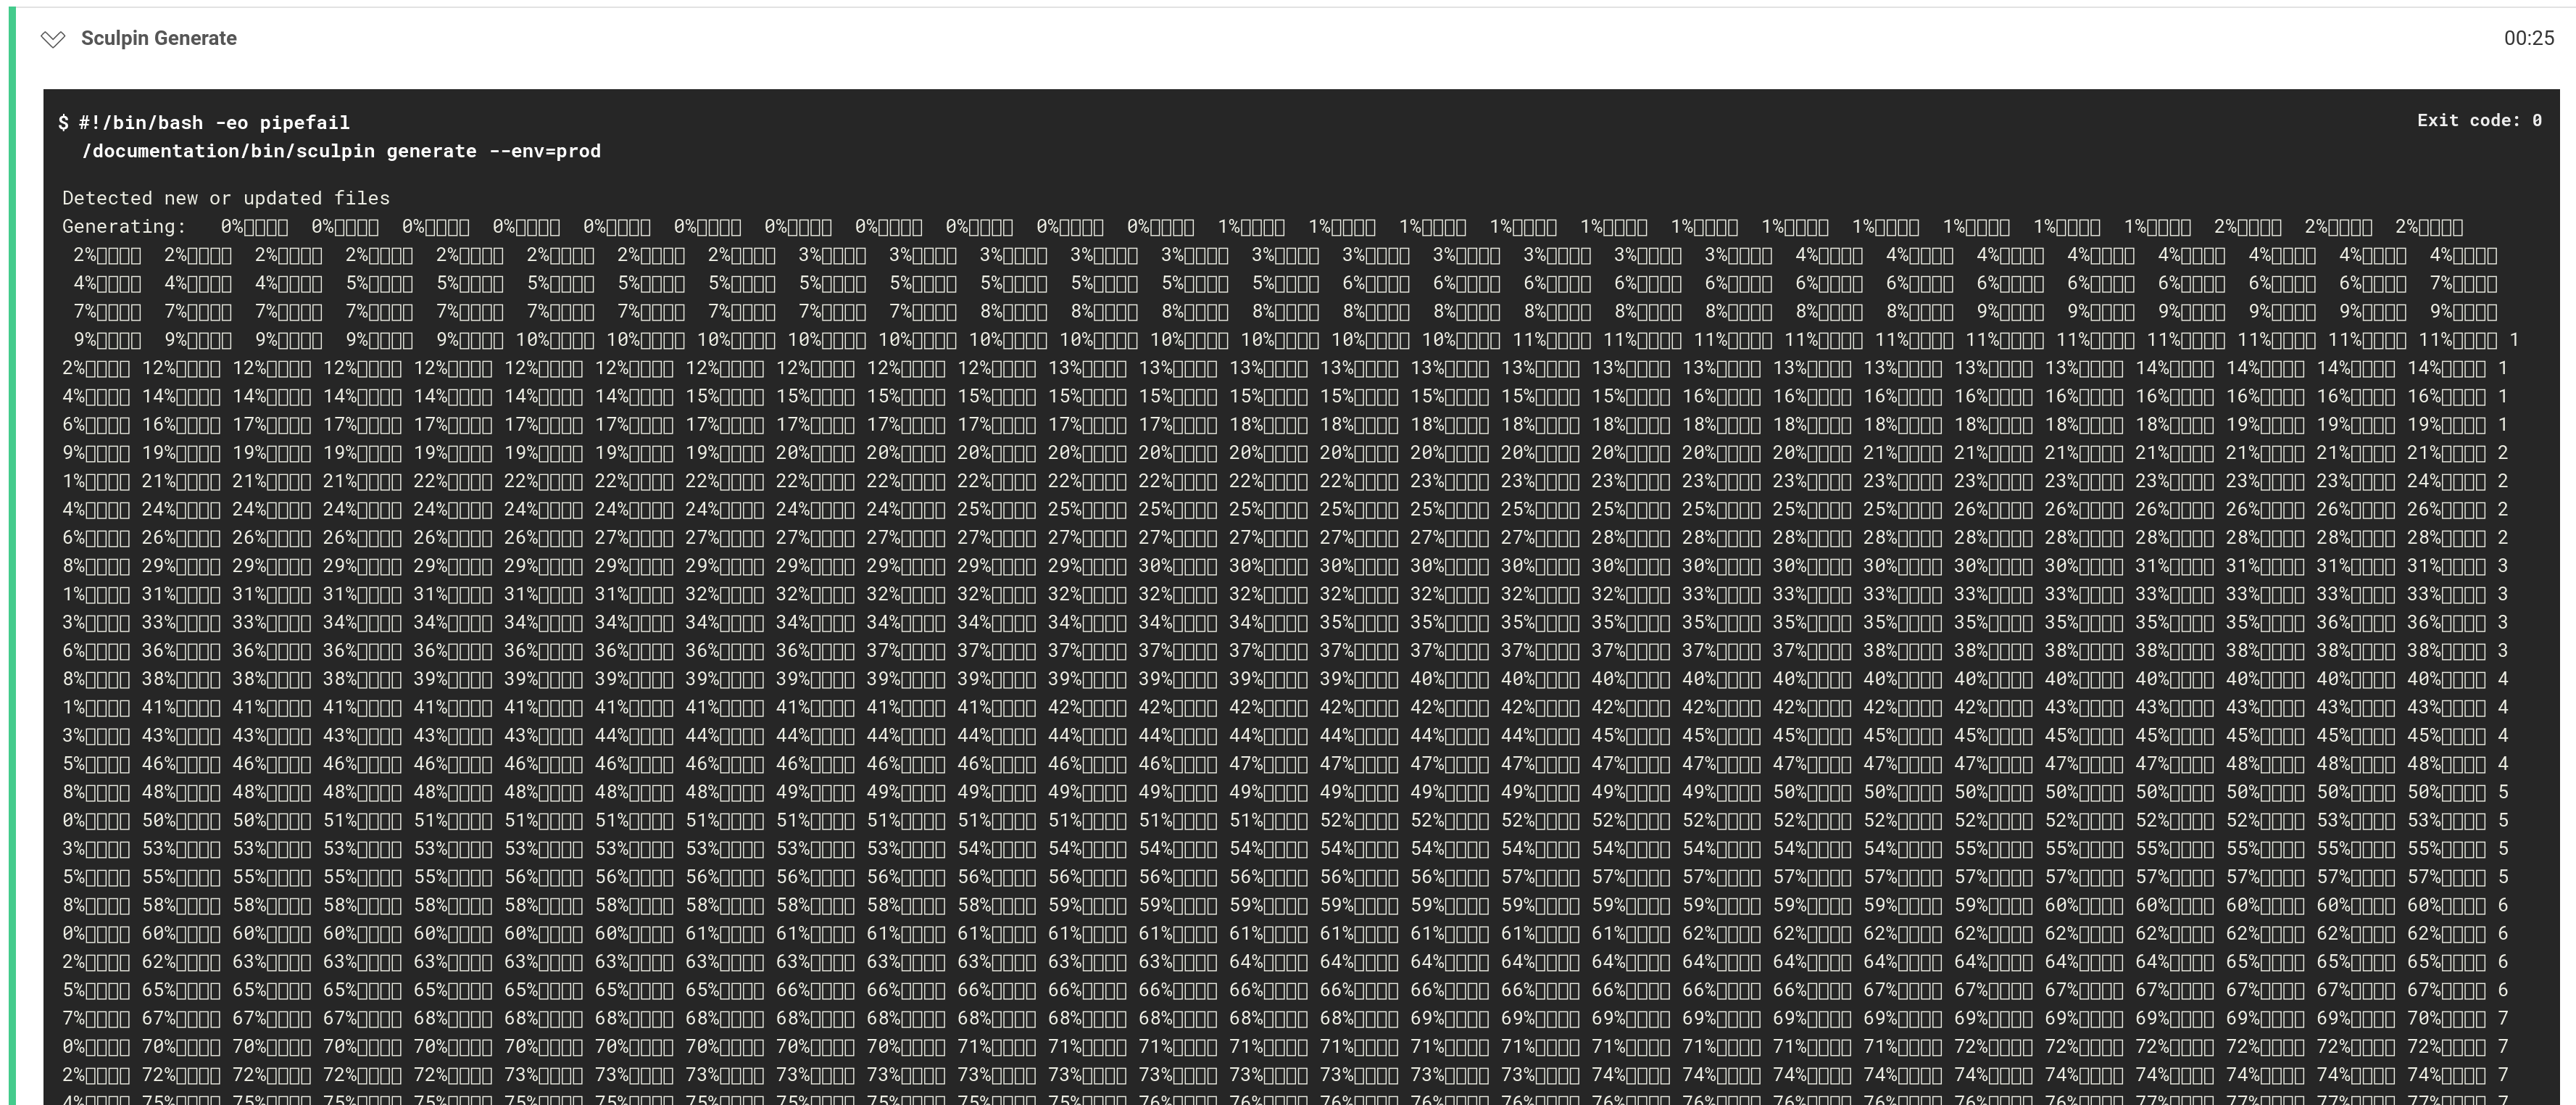 Sculpin Generate
00:25
$ #!/bin/bash -eo pipefail
Exit code: 0
/documentation/bin/sculpin generate --env=prod
Detected new or updated files
Generating: 0% 0% 0% 0% 0% 0% 0% 0% 0% 0% 0% 1% 1% 1% 1% 1% 1% 1% 1% 1% 1% 1% 2% 2% 2%
2% 2% 2% 2% 2% 2% 2% 2% 3% 3% 3% 3% 3% 3% 3% 3% 3% 3% 3% 4% 4% 4% 4% 4% 4% 4% 4%
4% 4% 4% 5% 5% 5% 5% 5% 5% 5% 5% 5% 5% 5% 6% 6% 6% 6% 6% 6% 6% 6% 6% 6% 6% 6% 7%
7% 7% 7% 7% 7% 7% 7% 7% 7% 7% 8% 8% 8% 8% 8% 8% 8% 8% 8% 8% 8% 9% 9% 9% 9% 9% 9%
9% 9% 9% 9% 9% 10% 10% 10% 10% 10% 10% 10% 10% 10% 10% 10% 11% 11% 11% 11% 11% 11% 11% 11% 11% 11% 11% 1
2% 12% 12% 12% 12% 12% 12% 12% 12% 12% 12% 13% 13% 13% 13% 13% 13% 13% 13% 13% 13% 13% 13% 14% 14% 14% 14% 1
4% 14% 14% 14% 14% 14% 14% 15% 15% 15% 15% 15% 15% 15% 15% 15% 15% 15% 16% 16% 16% 16% 16% 16% 16% 16% 16% 1
6% 16% 17% 17% 17% 17% 17% 17% 17% 17% 17% 17% 17% 18% 18% 18% 18% 18% 18% 18% 18% 18% 18% 18% 19% 19% 19% 1
9% 19% 19% 19% 19% 19% 19% 19% 20% 20% 20% 20% 20% 20% 20% 20% 20% 20% 20% 20% 21% 21% 21% 21% 21% 21% 21% 2
1% 21% 21% 21% 22% 22% 22% 22% 22% 22% 22% 22% 22% 22% 22% 23% 23% 23% 23% 23% 23% 23% 23% 23% 23% 23% 24% 2
4% 24% 24% 24% 24% 24% 24% 24% 24% 24% 25% 25% 25% 25% 25% 25% 25% 25% 25% 25% 25% 26% 26% 26% 26% 26% 26% 2
6% 26% 26% 26% 26% 26% 27% 27% 27% 27% 27% 27% 27% 27% 27% 27% 27% 28% 28% 28% 28% 28% 28% 28% 28% 28% 28% 2
8% 29% 29% 29% 29% 29% 29% 29% 29% 29% 29% 29% 30% 30% 30% 30% 30% 30% 30% 30% 30% 30% 30% 31% 31% 31% 31% 3
1% 31% 31% 31% 31% 31% 31% 32% 32% 32% 32% 32% 32% 32% 32% 32% 32% 32% 33% 33% 33% 33% 33% 33% 33% 33% 33% 3
3% 33% 33% 34% 34% 34% 34% 34% 34% 34% 34% 34% 34% 34% 35% 35% 35% 35% 35% 35% 35% 35% 35% 35% 35% 36% 36% 3
6% 36% 36% 36% 36% 36% 36% 36% 36% 37% 37% 37% 37% 37% 37% 37% 37% 37% 37% 37% 38% 38% 38% 38% 38% 38% 38% 3
8% 38% 38% 38% 39% 39% 39% 39% 39% 39% 39% 39% 39% 39% 39% 40% 40% 40% 40% 40% 40% 40% 40% 40% 40% 40% 40% 4
1% 41% 41% 41% 41% 41% 41% 41% 41% 41% 41% 42% 42% 42% 42% 42% 42% 42% 42% 42% 42% 42% 43% 43% 43% 43% 43% 4
3% 43% 43% 43% 43% 43% 44% 44% 44% 44% 44% 44% 44% 44% 44% 44% 44% 45% 45% 45% 45% 45% 45% 45% 45% 45% 45% 4
5% 46% 46% 46% 46% 46% 46% 46% 46% 46% 46% 46% 46% 47% 47% 47% 47% 47% 47% 47% 47% 47% 47% 47% 48% 48% 48% 4
8% 48% 48% 48% 48% 48% 48% 48% 49% 49% 49% 49% 49% 49% 49% 49% 49% 49% 49% 50% 50% 50% 50% 50% 50% 50% 50% 5
0% 50% 50% 51% 51% 51% 51% 51% 51% 51% 51% 51% 51% 51% 52% 52% 52% 52% 52% 52% 52% 52% 52% 52% 52% 53% 53% 5
3% 53% 53% 53% 53% 53% 53% 53% 53% 53% 54% 54% 54% 54% 54% 54% 54% 54% 54% 54% 54% 55% 55% 55% 55% 55% 55% 5
5% 55% 55% 55% 55% 56% 56% 56% 56% 56% 56% 56% 56% 56% 56% 56% 57% 57% 57% 57% 57% 57% 57% 57% 57% 57% 57% 5
8% 58% 58% 58% 58% 58% 58% 58% 58% 58% 58% 59% 59% 59% 59% 59% 59% 59% 59% 59% 59% 59% 60% 60% 60% 60% 60% 6
0% 60% 60% 60% 60% 60% 60% 61% 61% 61% 61% 61% 61% 61% 61% 61% 61% 61% 62% 62% 62% 62% 62% 62% 62% 62% 62% 6
2% 62% 63% 63% 63% 63% 63% 63% 63% 63% 63% 63% 63% 64% 64% 64% 64% 64% 64% 64% 64% 64% 64% 64% 65% 65% 65% 6
5% 65% 65% 65% 65% 65% 65% 65% 66% 66% 66% 66% 66% 66% 66% 66% 66% 66% 66% 66% 67% 67% 67% 67% 67% 67% 67% 6
7% 67% 67% 67% 68% 68% 68% 68% 68% 68% 68% 68% 68% 68% 68% 69% 69% 69% 69% 69% 69% 69% 69% 69% 69% 69% 70% 7
0% 70% 70% 70% 70% 70% 70% 70% 70% 70% 71% 71% 71% 71% 71% 71% 71% 71% 71% 71% 71% 72% 72% 72% 72% 72% 72% 7
2% 72% 72% 72% 72% 73% 73% 73% 73% 73% 73% 73% 73% 73% 73% 73% 74% 74% 74% 74% 74% 74% 74% 74% 74% 74% 74% 7